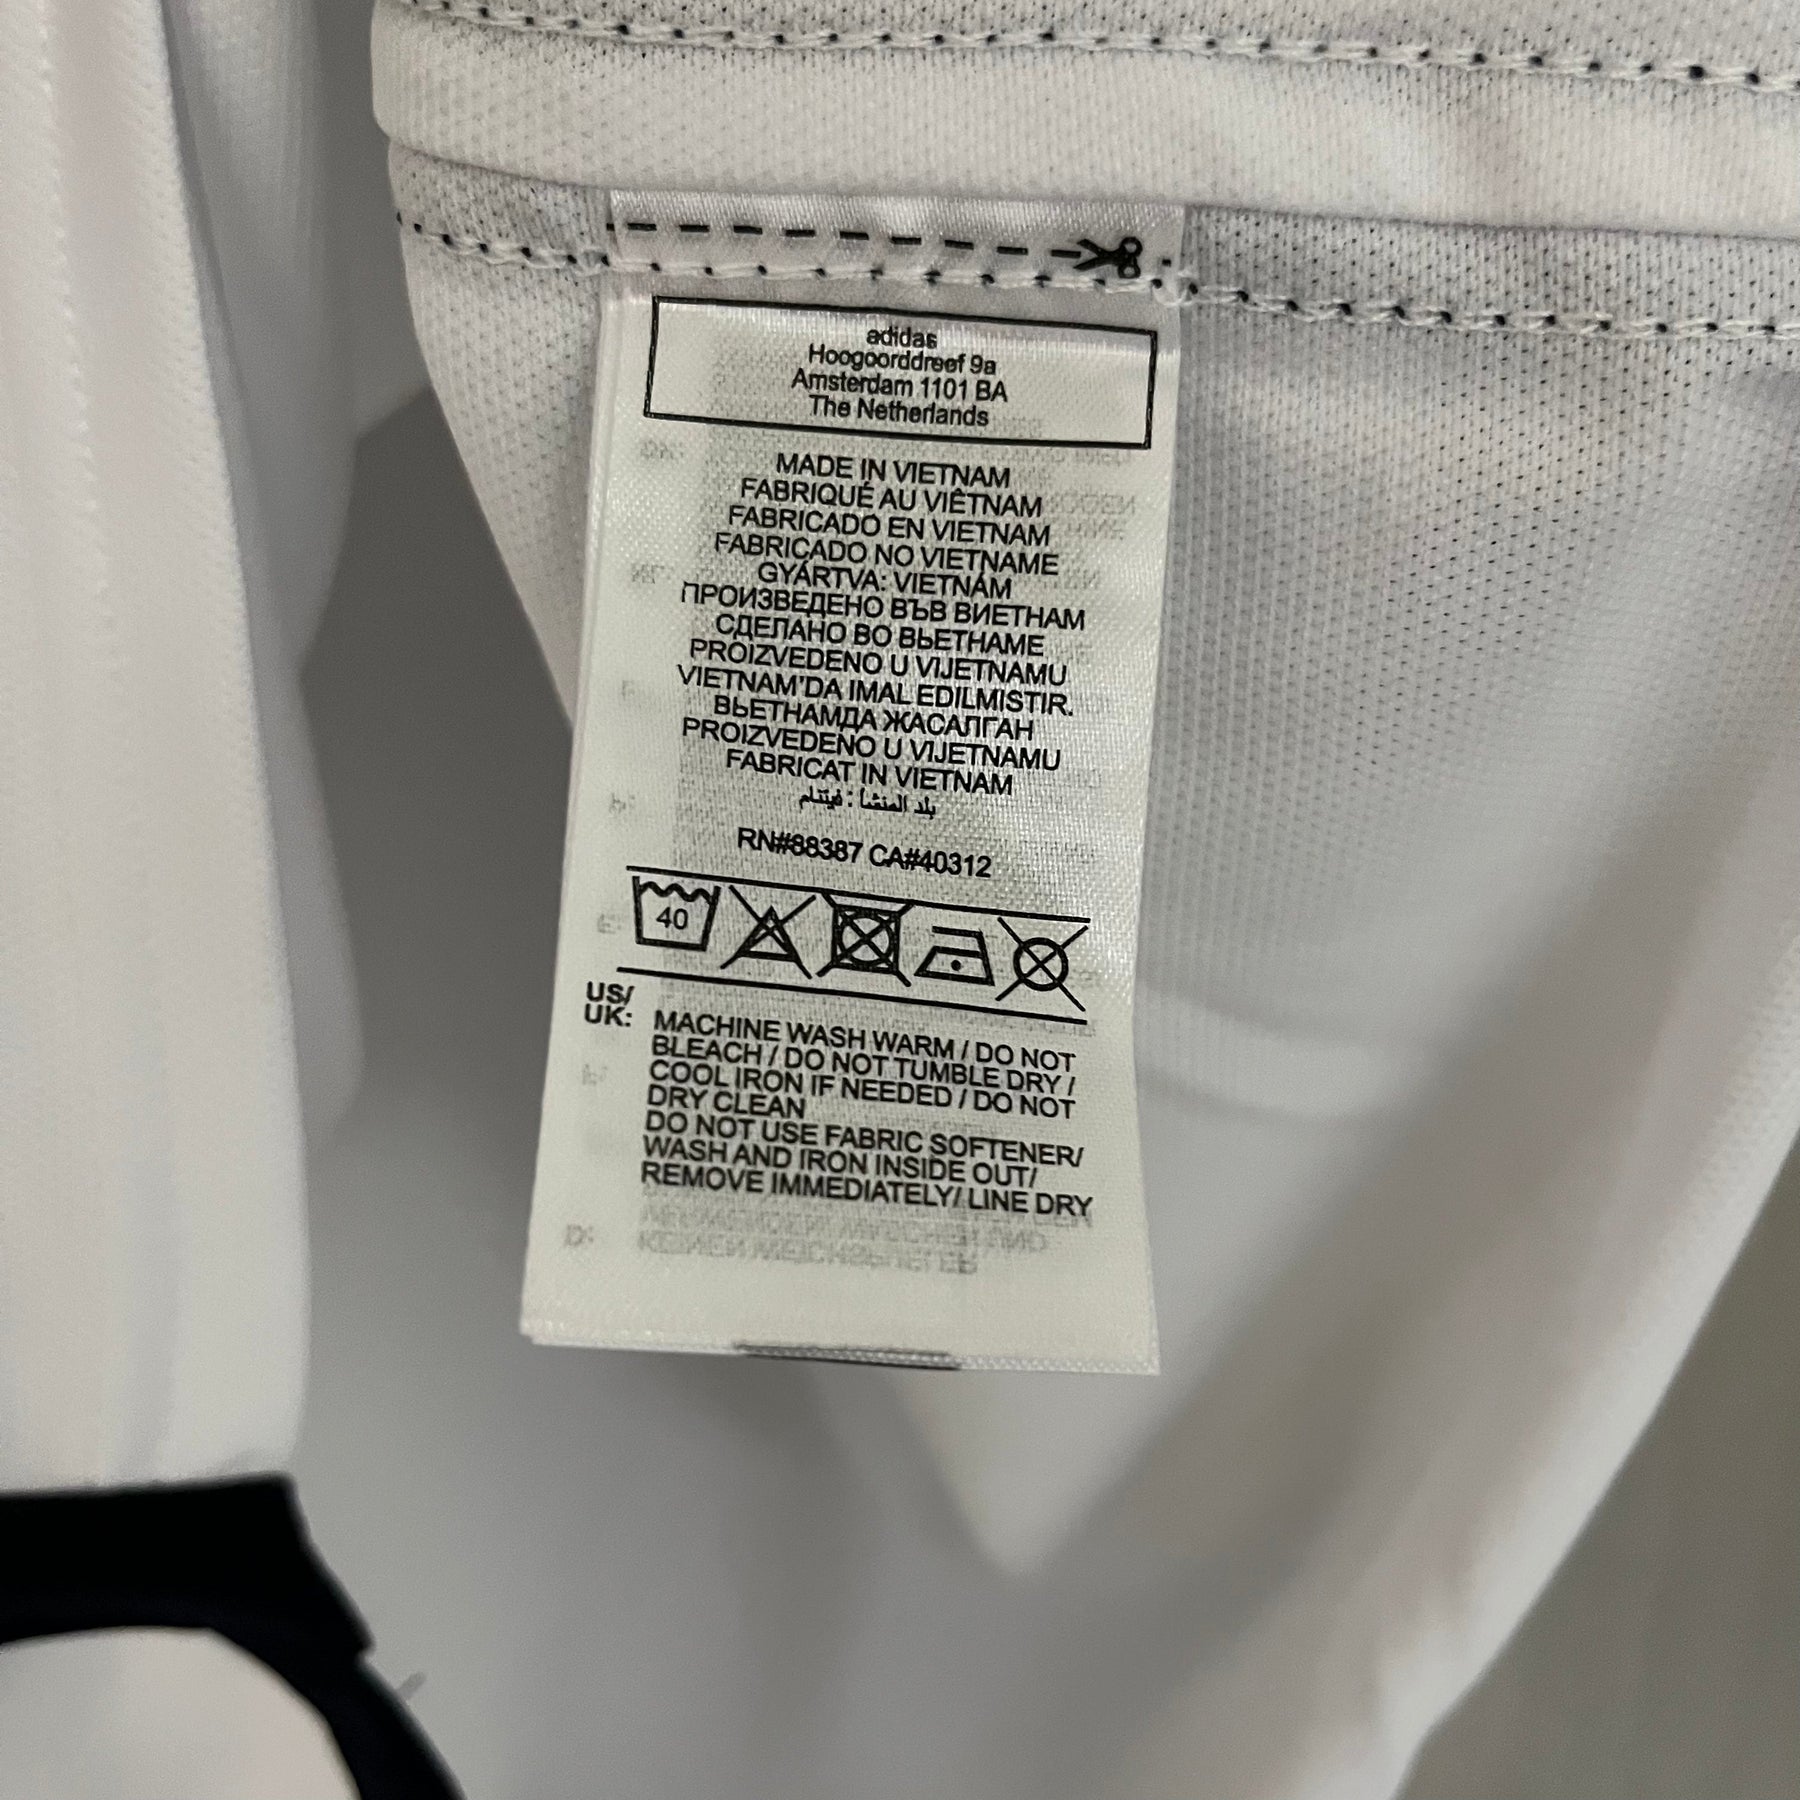 adidas
Hoogoorddreef 9a
Amsterdam 1101 BA
The Netherlands
MADE IN VIETNAM
FABRIQUÉ AU VIÊTNAM
FABRICADO EN VIETNAM
FABRICADO NO VIETNAME
GYÁRTVA: VIETNÁM
ПРОИЗВЕДЕНО ВЪВ ВИЕТНАМ
СДЕЛАНО ВО ВЬЕТНАМЕ
PROIZVEDENO U VIJETNAMU
VIETNAM'DA IMAL EDILMISTIR.
ВЬЕТНАМДА ЖАСАЛГАН
PROIZVEDENO U VIJETNAMU
FABRICAT IN VIETNAM
بلد المنشأ : فيتنام
RN#88387 CA#40312
40
US/
UK: MACHINE WASH WARM / DO NOT
BLEACH / DO NOT TUMBLE DRY /
COOL IRON IF NEEDED / DO NOT
DRY CLEAN
DO NOT USE FABRIC SOFTENER/
WASH AND IRON INSIDE OUT/
REMOVE IMMEDIATELY/ LINE DRY